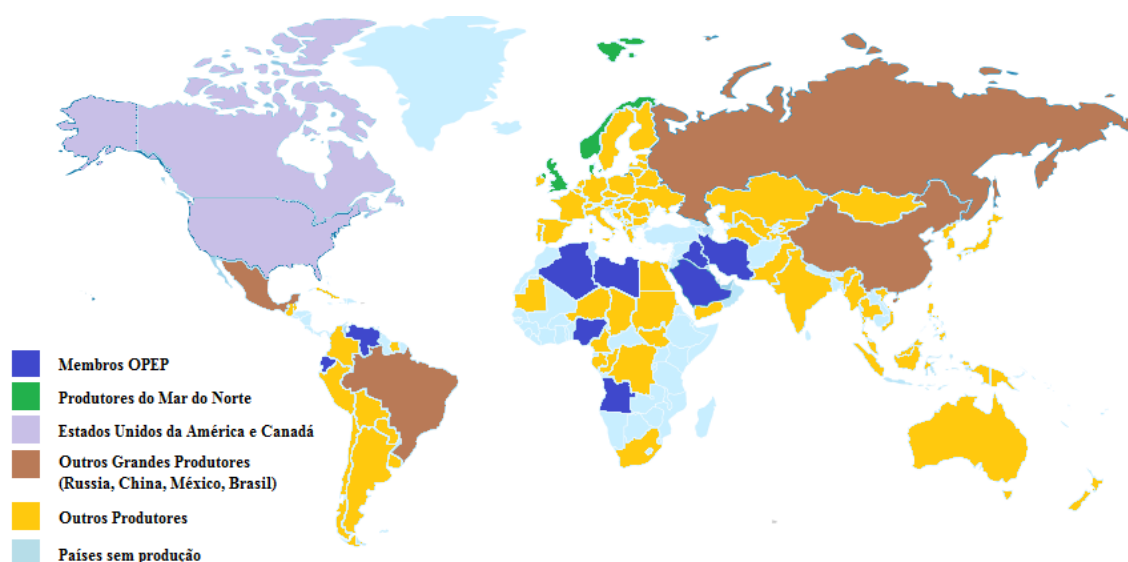 Membros OPEP
Produtores do Mar do Norte
Estados Unidos da América e Canadá
Outros Grandes Produtores
(Russia, China, México, Brasil)
Outros Produtores
Países sem produção